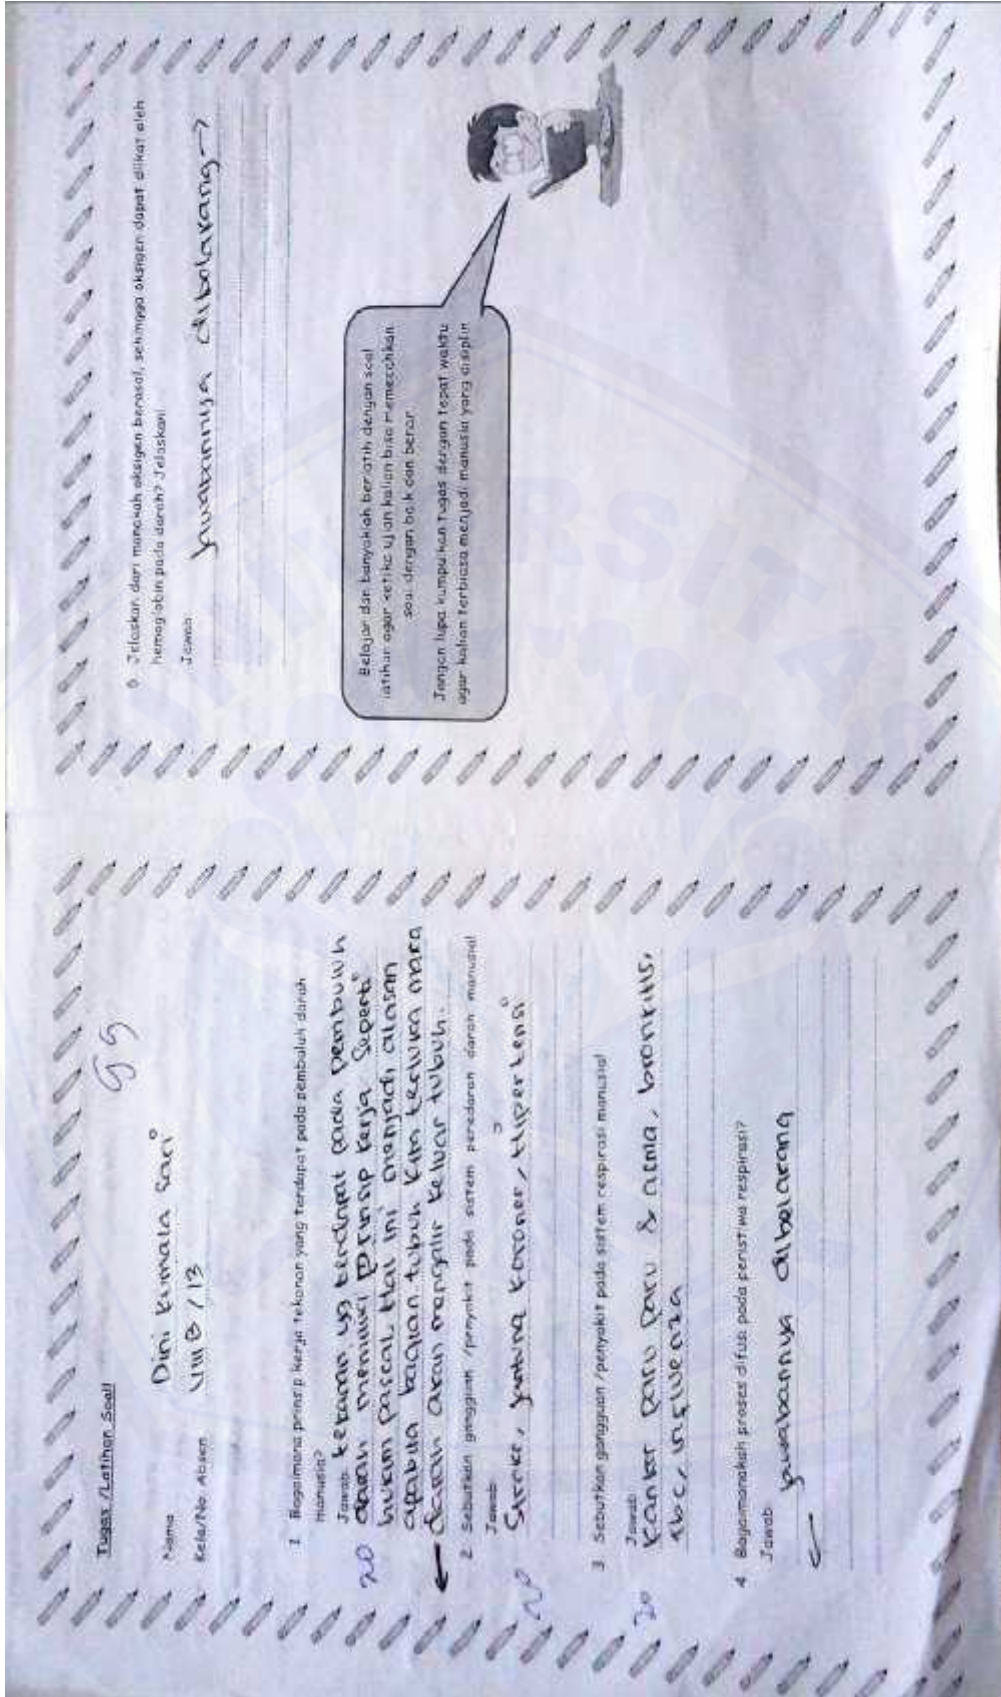 Tugas /Latihan Soal!
99
Nama Dini Kumala Sari
Kelas/No Absen VIII B / 13
1 Bagaimana prinsip kerja tekanan yang terdapat pada pembuluh darah
manusia?
Jawab: tekanan yg terdapat pada pembuluh
20 darah memiliki prinsip kerja seperti
hukum pascal. Hal ini menjadi alasan
apabila bagian tubuh kita terluka maka
← darah akan mengalir keluar tubuh.
2. Sebutkan gangguan /penyakit pada sistem peredaran darah manusia!
Jawab
20 Stroke, jantung koroner, Hipertensi
3 Sebutkan gangguan /penyakit pada sistem respirasi manusia!
Jawab
20 Kanker paru paru & asma, bronkitis,
tbc, influenza
4 Bagaimanakah proses difusi pada peristiwa respirasi?
Jawab
← jawabannya dibelakang
Jelaskan dari manakah oksigen berasal, sehingga oksigen dapat diikat oleh
hemoglobin pada darah? Jelaskan!
Jawab
jawabannya dibelakang →
Belajar dan banyaklah berlatih dengan soal
latihan agar ketika ujian kalian bisa memecahkan
soal dengan baik dan benar
Jangan lupa kumpulkan tugas dengan tepat waktu
agar kalian terbiasa menjadi manusia yang disiplin